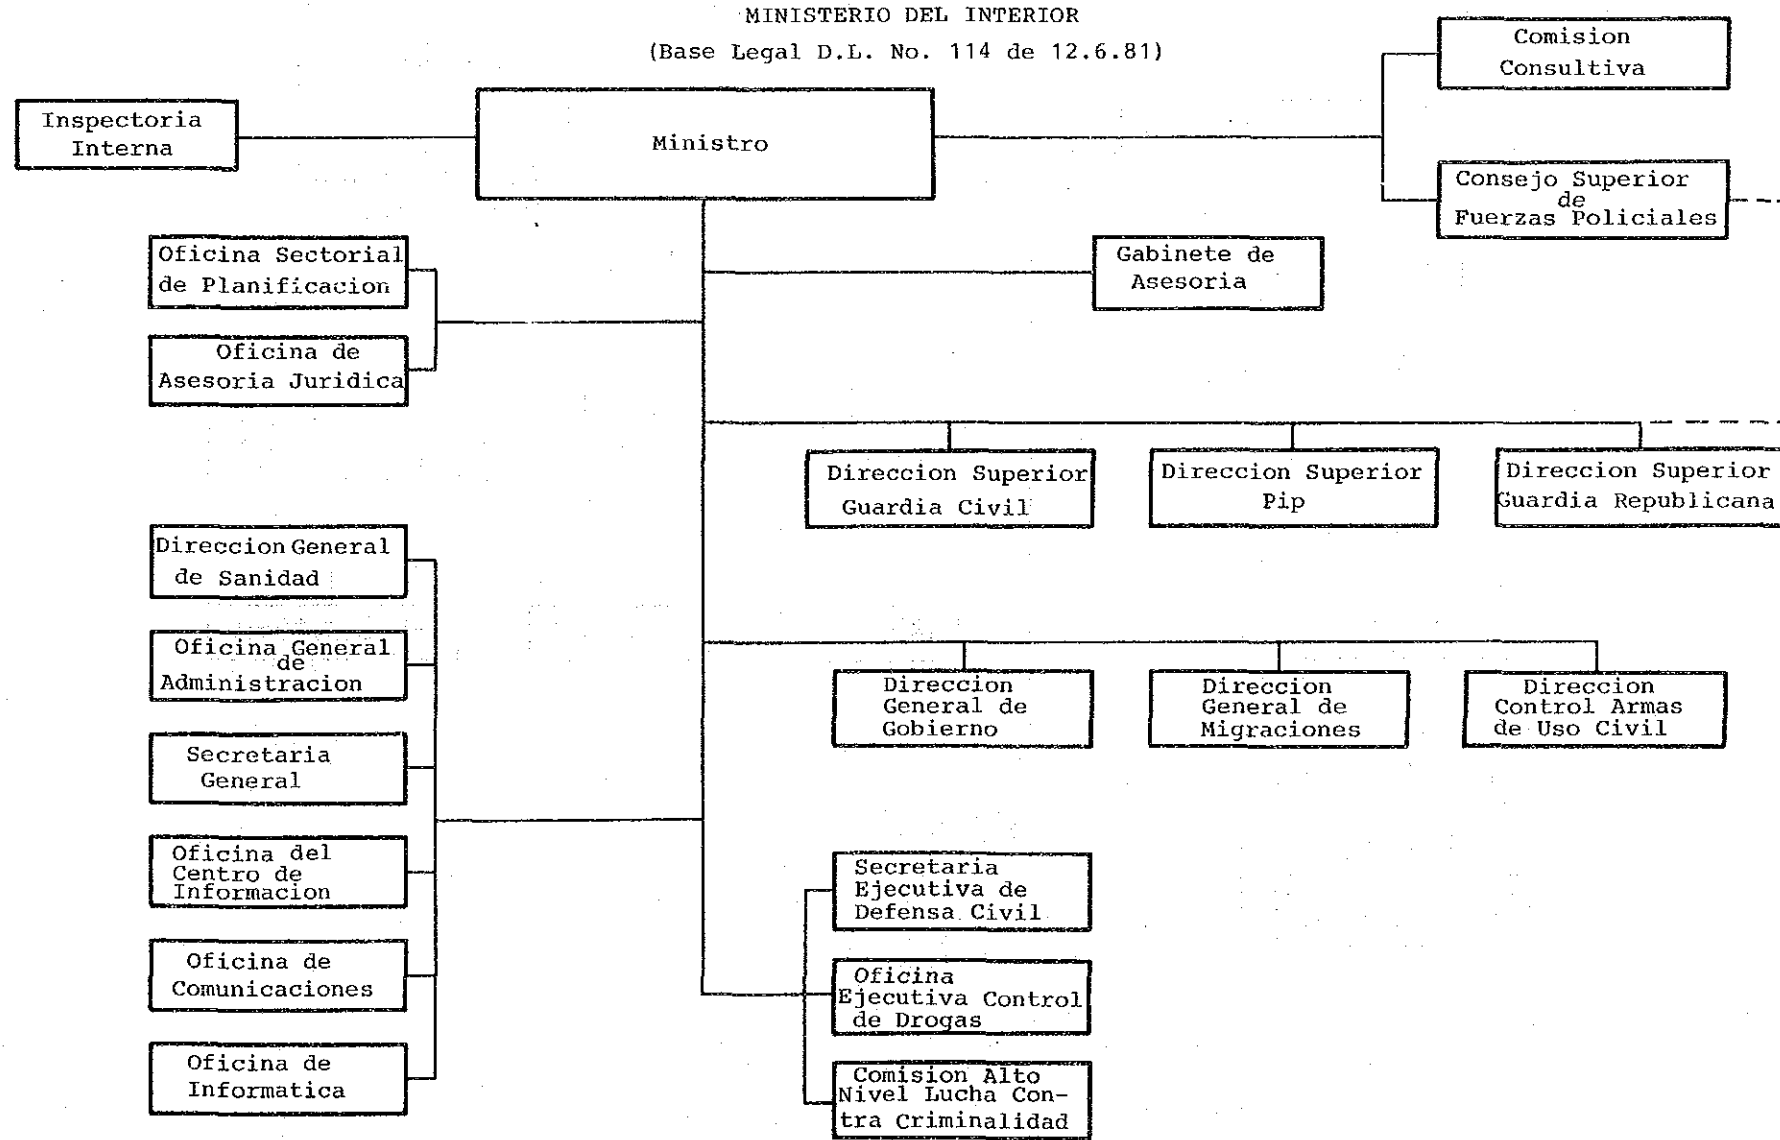 MINISTERIO DEL INTERIOR
(Base Legal D.L. No. 114 de 12.6.81)
Comision
Consultiva
Inspectoria
Interna
Ministro
Consejo Superior
de
Fuerzas Policiales
Oficina Sectorial
de Planificacion
Gabinete de
Asesoria
Oficina de
Asesoria Juridica
Direccion Superior
Guardia Civil
Direccion Superior
Pip
Direccion Superior
Guardia Republicana
Direccion General
de Sanidad
Oficina General
de
Administracion
Secretaria
General
Oficina del
Centro de
Informacion
Oficina de
Comunicaciones
Oficina de
Informatica
Direccion
General de
Gobierno
Direccion
General de
Migraciones
Direccion
Control Armas
de Uso Civil
Secretaria
Ejecutiva de
Defensa Civil
Oficina
Ejecutiva Control
de Drogas
Comision Alto
Nivel Lucha Con-
tra Criminalidad